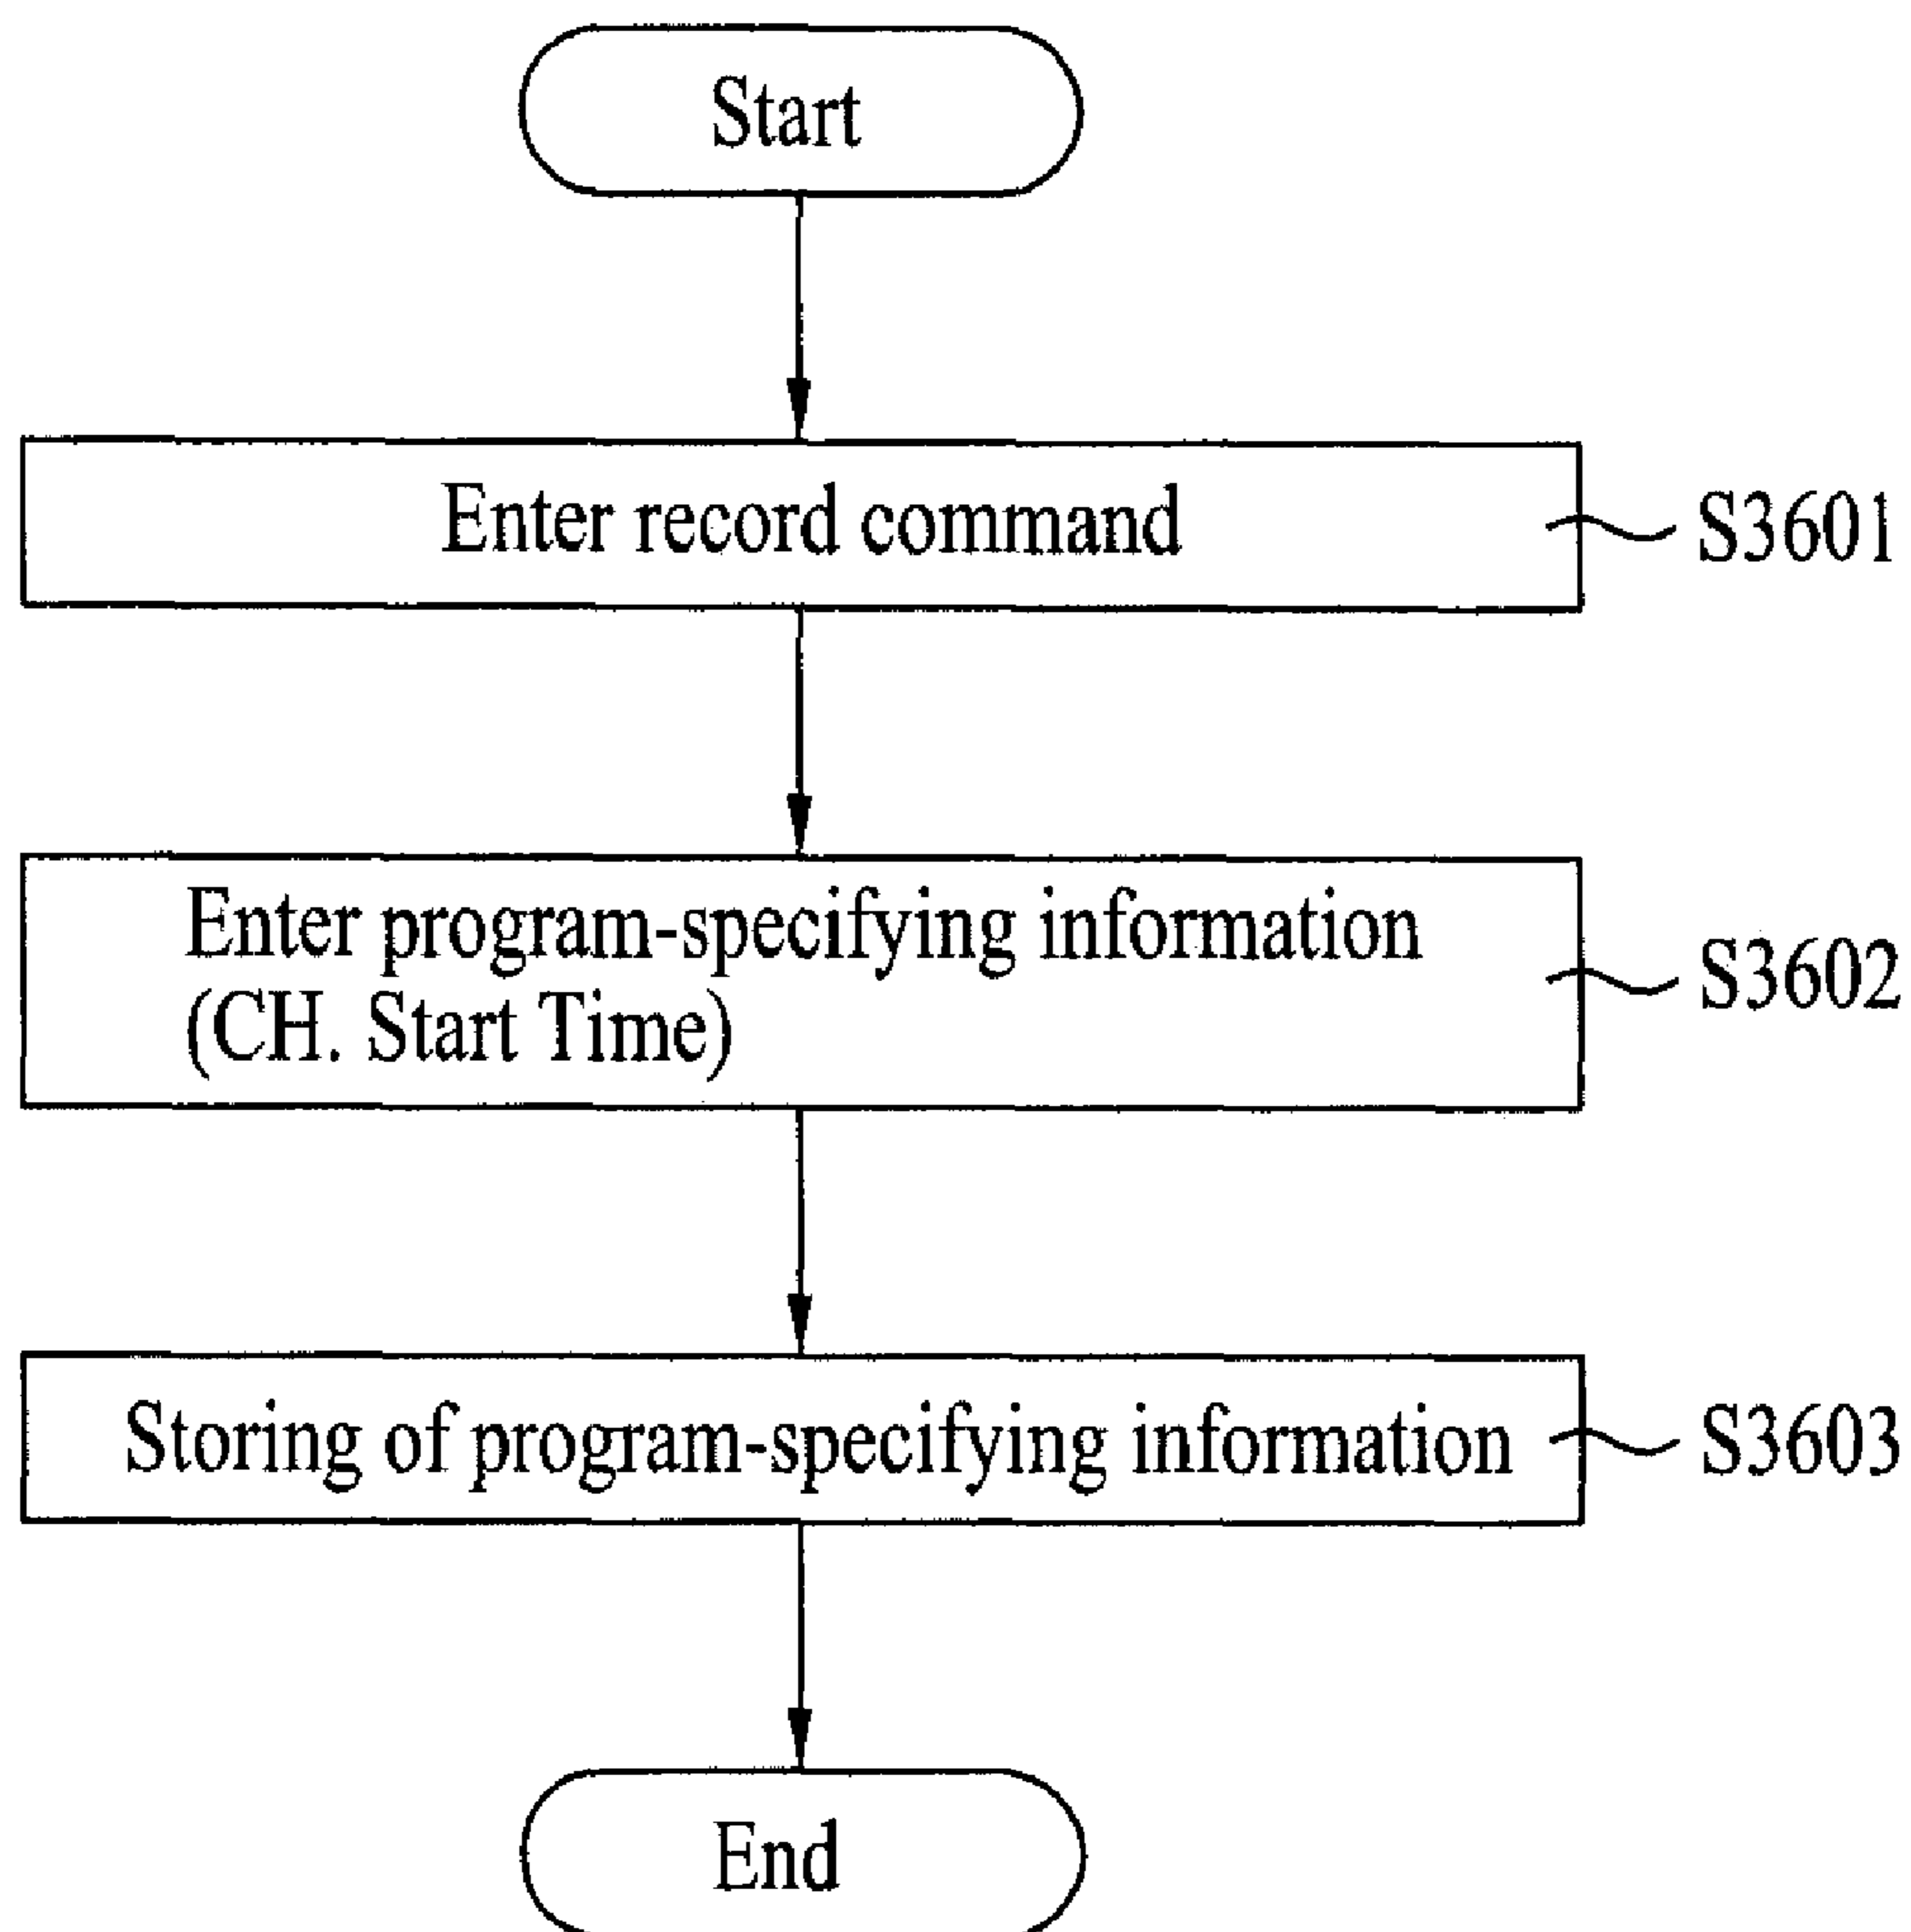 Start
Enter record command
S3601
Enter program-specifying information
(CH. Start Time)
S3602
Storing of program-specifying information
S3603
End